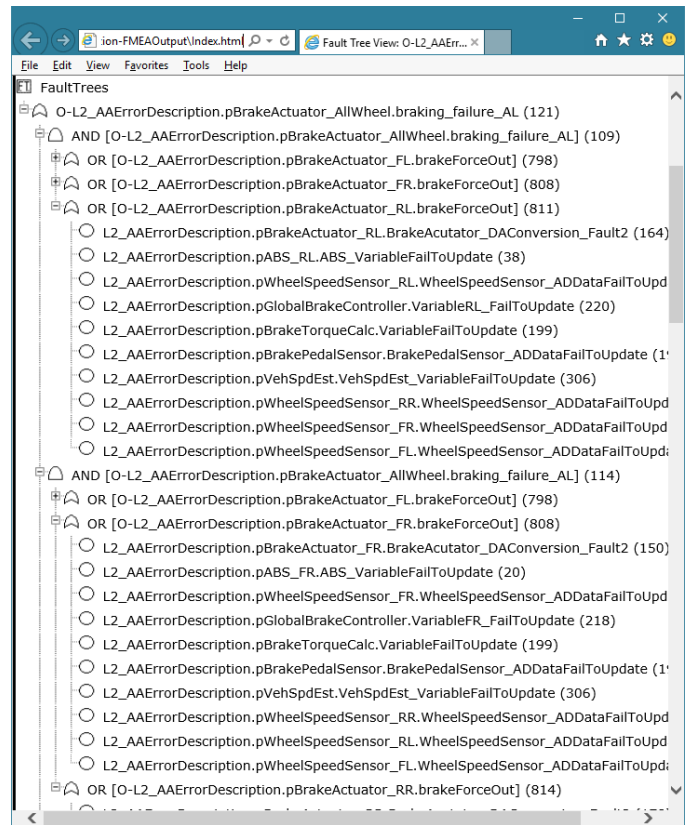 :ion-FMEAOutput\Index.html
Fault Tree View: O-L2_AAErr...
File Edit View Favorites Tools Help
FT FaultTrees
O-L2_AAErrorDescription.pBrakeActuator_AllWheel.braking_failure_AL (121)
AND [O-L2_AAErrorDescription.pBrakeActuator_AllWheel.braking_failure_AL] (109)
OR [O-L2_AAErrorDescription.pBrakeActuator_FL.brakeForceOut] (798)
OR [O-L2_AAErrorDescription.pBrakeActuator_FR.brakeForceOut] (808)
OR [O-L2_AAErrorDescription.pBrakeActuator_RL.brakeForceOut] (811)
L2_AAErrorDescription.pBrakeActuator_RL.BrakeAcutator_DAConversion_Fault2 (164)
L2_AAErrorDescription.pABS_RL.ABS_VariableFailToUpdate (38)
L2_AAErrorDescription.pWheelSpeedSensor_RL.WheelSpeedSensor_ADDataFailToUpd
L2_AAErrorDescription.pGlobalBrakeController.VariableRL_FailToUpdate (220)
L2_AAErrorDescription.pBrakeTorqueCalc.VariableFailToUpdate (199)
L2_AAErrorDescription.pBrakePedalSensor.BrakePedalSensor_ADDataFailToUpdate (1
L2_AAErrorDescription.pVehSpdEst.VehSpdEst_VariableFailToUpdate (306)
L2_AAErrorDescription.pWheelSpeedSensor_RR.WheelSpeedSensor_ADDataFailToUpd
L2_AAErrorDescription.pWheelSpeedSensor_FR.WheelSpeedSensor_ADDataFailToUpd
L2_AAErrorDescription.pWheelSpeedSensor_FL.WheelSpeedSensor_ADDataFailToUpda
AND [O-L2_AAErrorDescription.pBrakeActuator_AllWheel.braking_failure_AL] (114)
OR [O-L2_AAErrorDescription.pBrakeActuator_FL.brakeForceOut] (798)
OR [O-L2_AAErrorDescription.pBrakeActuator_FR.brakeForceOut] (808)
L2_AAErrorDescription.pBrakeActuator_FR.BrakeAcutator_DAConversion_Fault2 (150)
L2_AAErrorDescription.pABS_FR.ABS_VariableFailToUpdate (20)
L2_AAErrorDescription.pWheelSpeedSensor_FR.WheelSpeedSensor_ADDataFailToUpd
L2_AAErrorDescription.pGlobalBrakeController.VariableFR_FailToUpdate (218)
L2_AAErrorDescription.pBrakeTorqueCalc.VariableFailToUpdate (199)
L2_AAErrorDescription.pBrakePedalSensor.BrakePedalSensor_ADDataFailToUpdate (1
L2_AAErrorDescription.pVehSpdEst.VehSpdEst_VariableFailToUpdate (306)
L2_AAErrorDescription.pWheelSpeedSensor_RR.WheelSpeedSensor_ADDataFailToUpd
L2_AAErrorDescription.pWheelSpeedSensor_RL.WheelSpeedSensor_ADDataFailToUpd
L2_AAErrorDescription.pWheelSpeedSensor_FL.WheelSpeedSensor_ADDataFailToUpda
OR [O-L2_AAErrorDescription.pBrakeActuator_RR.brakeForceOut] (814)